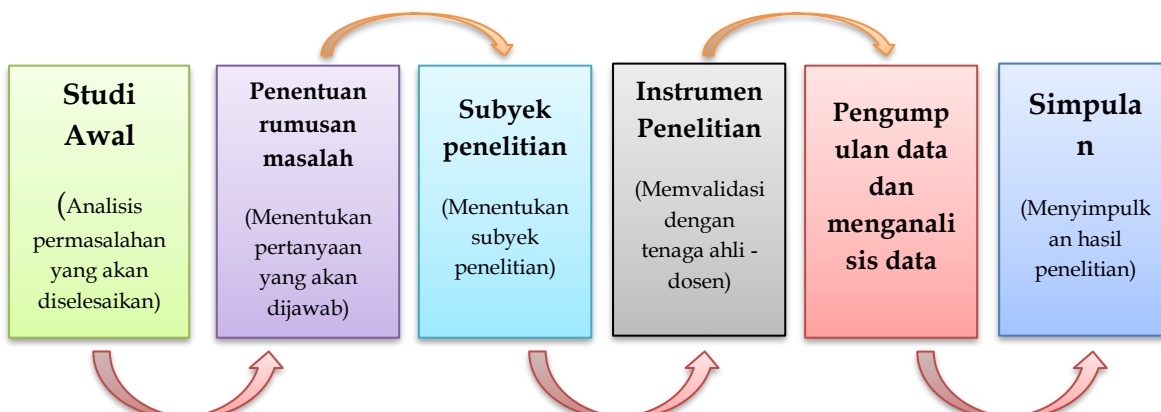 Studi
Awal
(Analisis
permasalahan
yang akan
diselesaikan)
Penentuan
rumusan
masalah
(Menentukan
pertanyaan
yang akan
dijawab)
Subyek
penelitian
(Menentukan
subyek
penelitian)
Instrumen
Penelitian
(Memvalidasi
dengan
tenaga ahli -
dosen)
Pengump
ulan data
dan
menganali
sis data
Simpula
n
(Menyimpulk
an hasil
penelitian)